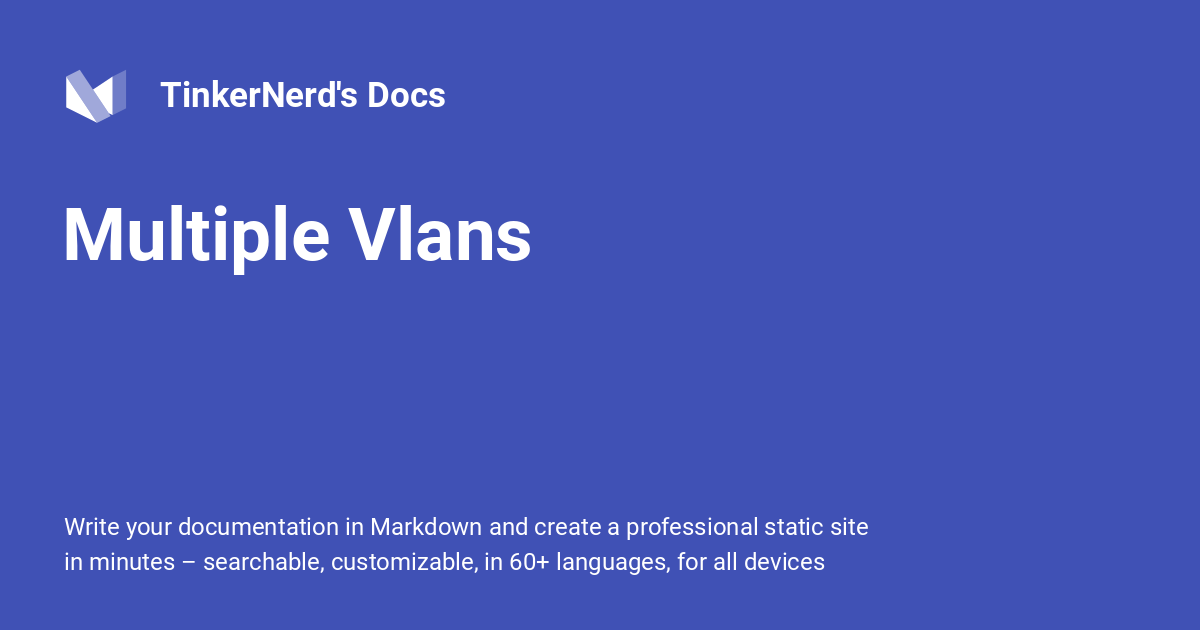 TinkerNerd's Docs
Multiple Vlans
Write your documentation in Markdown and create a professional static site
in minutes – searchable, customizable, in 60+ languages, for all devices